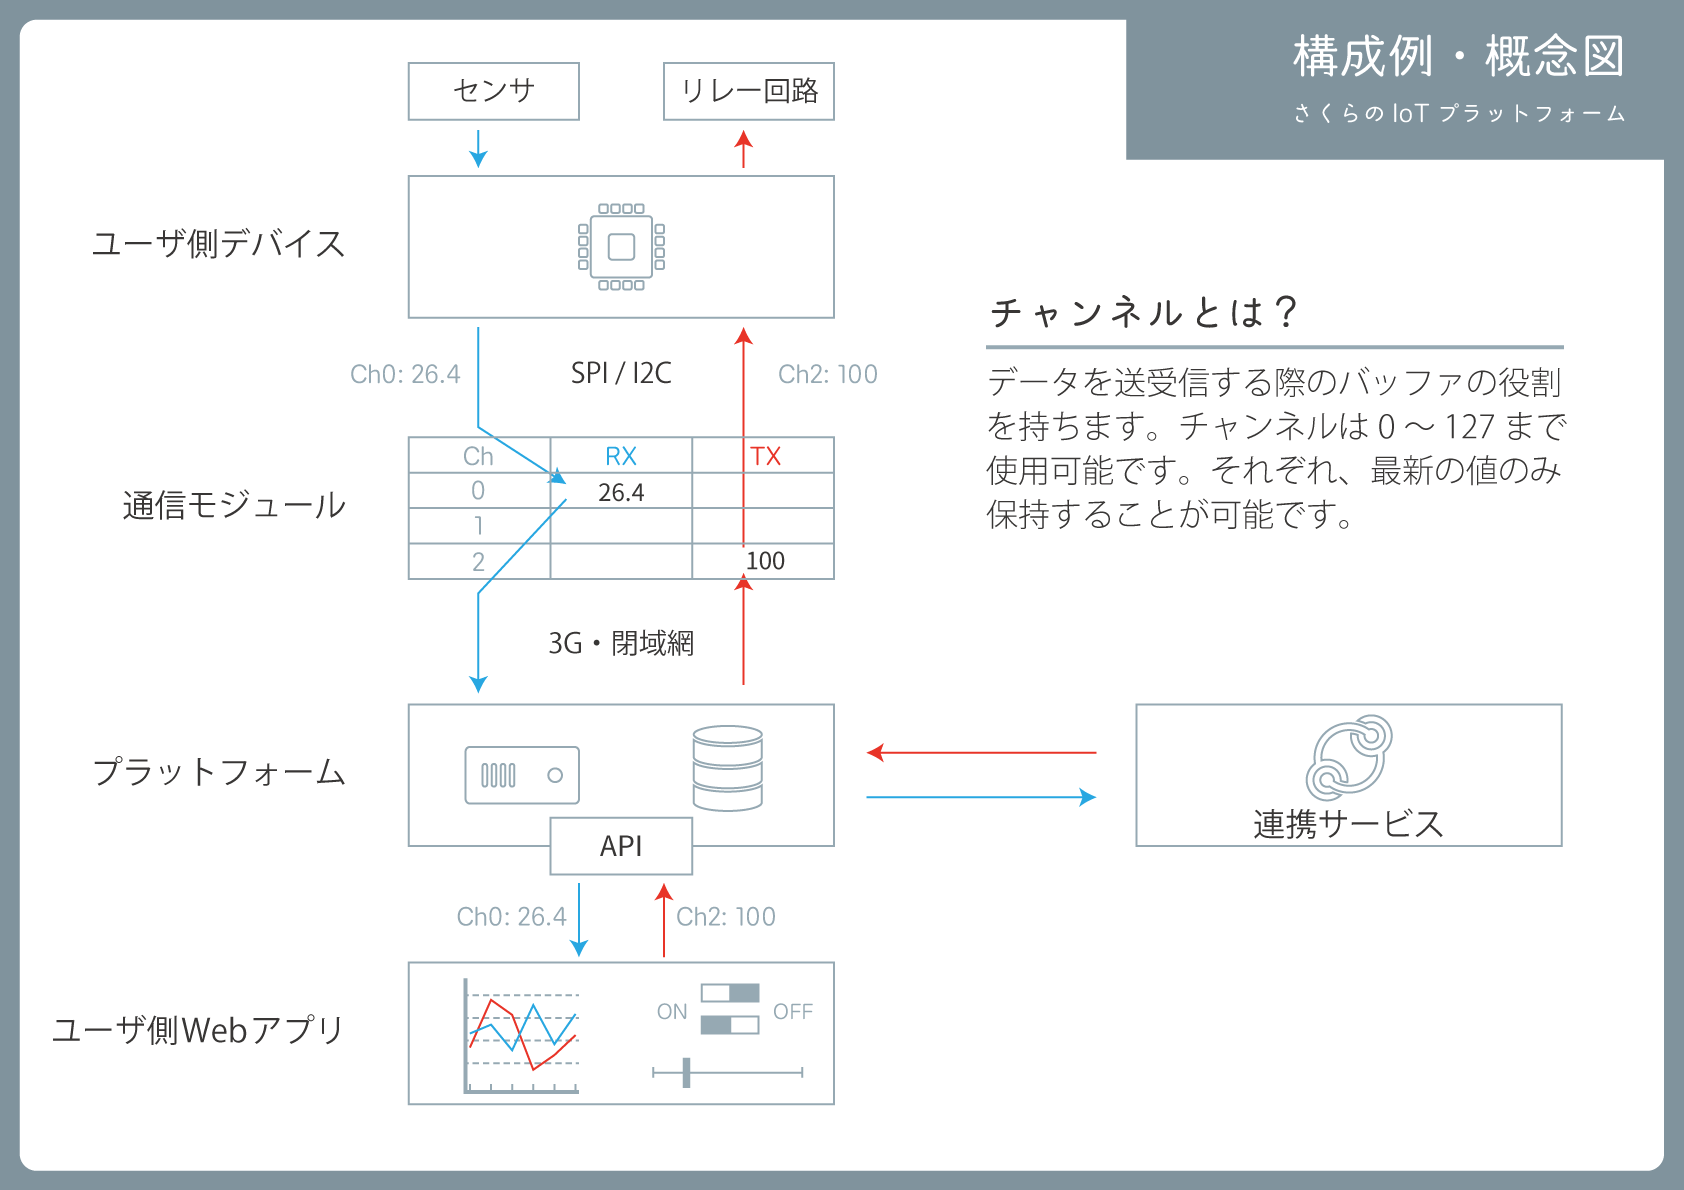 構成例・概念図
さくらの IoT プラットフォーム
センサ
リレー回路
ユーザ側デバイス
Ch0: 26.4
SPI / I2C
Ch2: 100
チャンネルとは？
データを送受信する際のバッファの役割
を持ちます。チャンネルは 0 〜 127 まで
使用可能です。それぞれ、最新の値のみ
保持することが可能です。
通信モジュール
Ch RX TX
0 26.4
1
2 100
3G・閉域網
プラットフォーム
API
連携サービス
Ch0: 26.4
Ch2: 100
ユーザ側Webアプリ
ON OFF